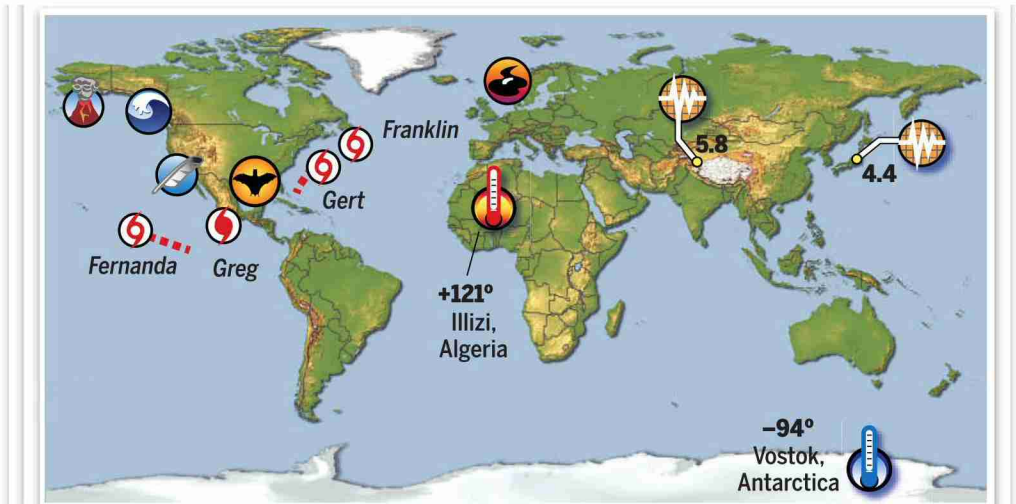 Franklin
5.8
4.4
Gert
Fernanda
Greg
+121º
Illizi,
Algeria
−94º
Vostok,
Antarctica